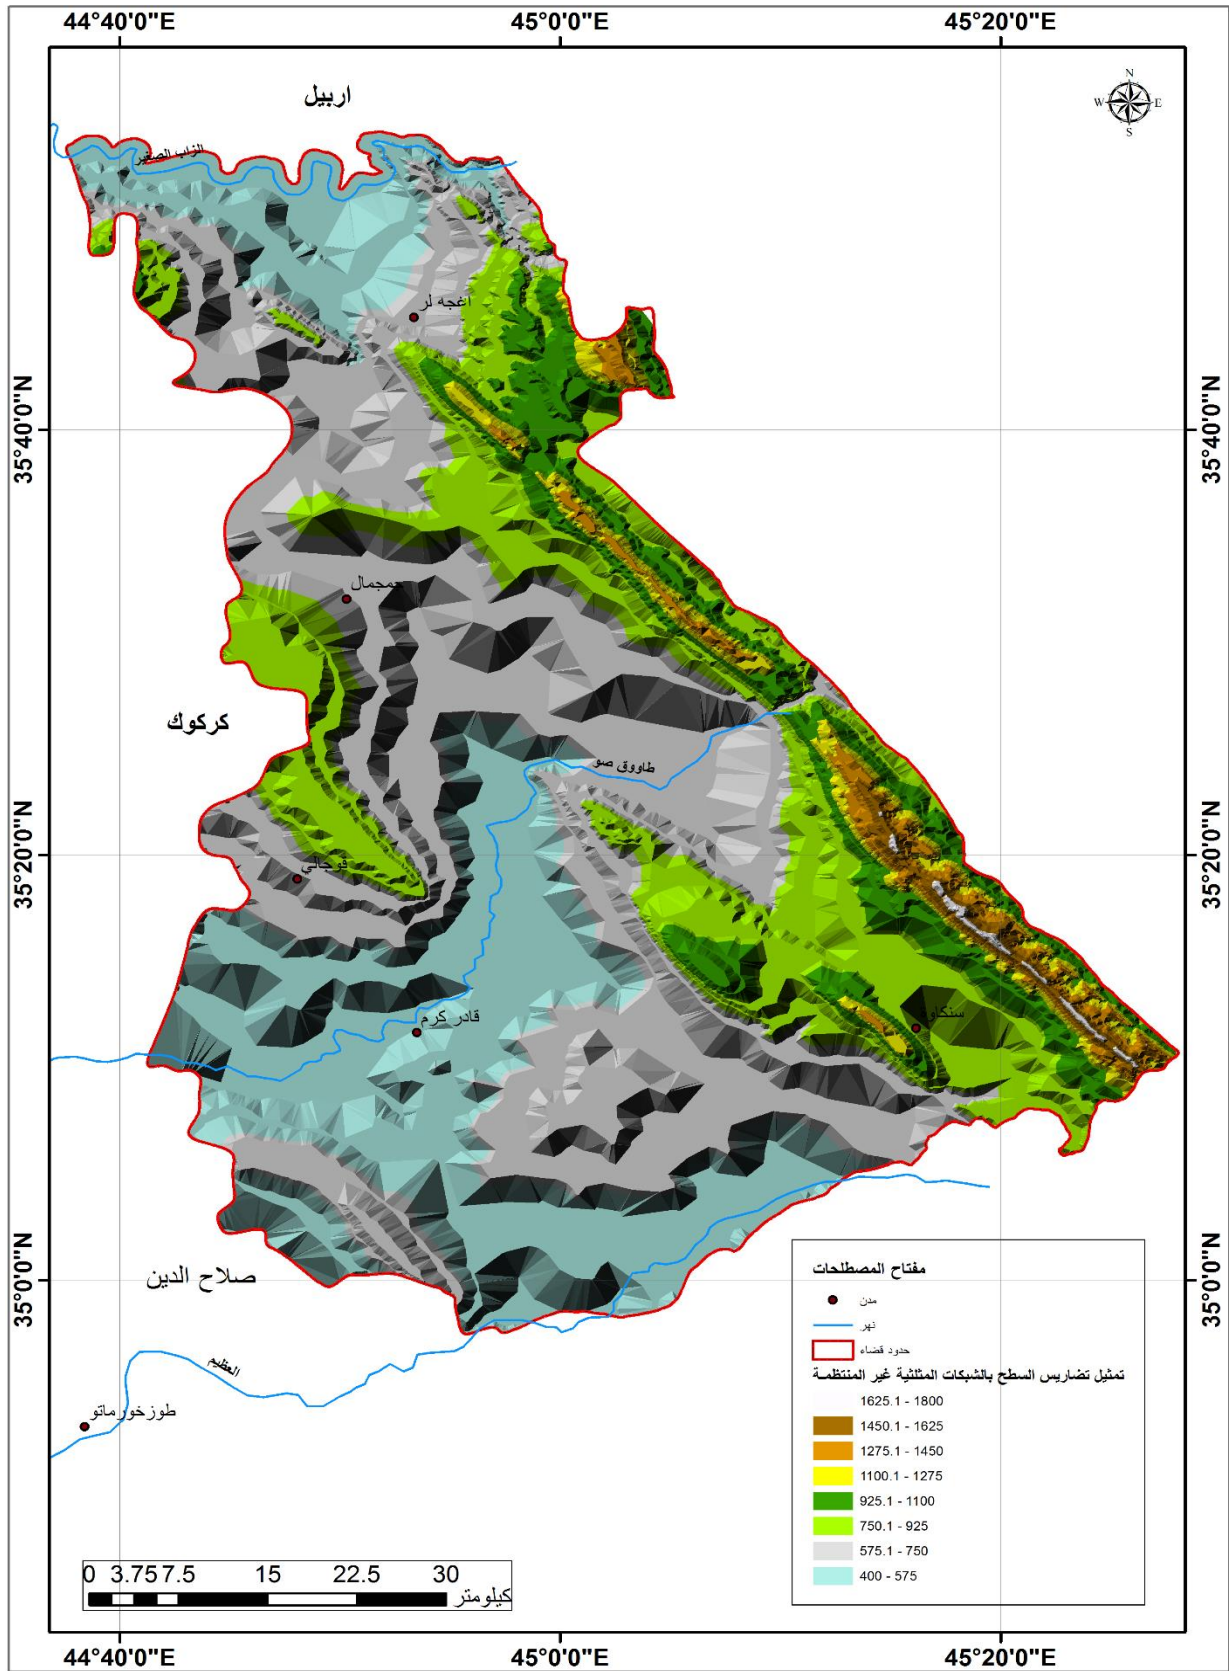 44°40'0"E 45°0'0"E 45°20'0"E
اربيل
N
W E
S
الزاب الصغير
اغجه لر
35°40'0"N 35°40'0"N
جمجمال
كركوك
طاووق صو
35°20'0"N 35°20'0"N
قوجالي
قادر كرم
سنكاوة
35°0'0"N 35°0'0"N
صلاح الدين
العظيم
طوزخورماتو
مفتاح المصطلحات
مدن
نهر
حدود قضاء
تمثيل تضاريس السطح بالشبكات المثلثية غير المنتظمة
1625.1 - 1800
1450.1 - 1625
1275.1 - 1450
1100.1 - 1275
925.1 - 1100
750.1 - 925
575.1 - 750
400 - 575
0 3.75 7.5 15 22.5 30
كيلومتر
44°40'0"E 45°0'0"E 45°20'0"E